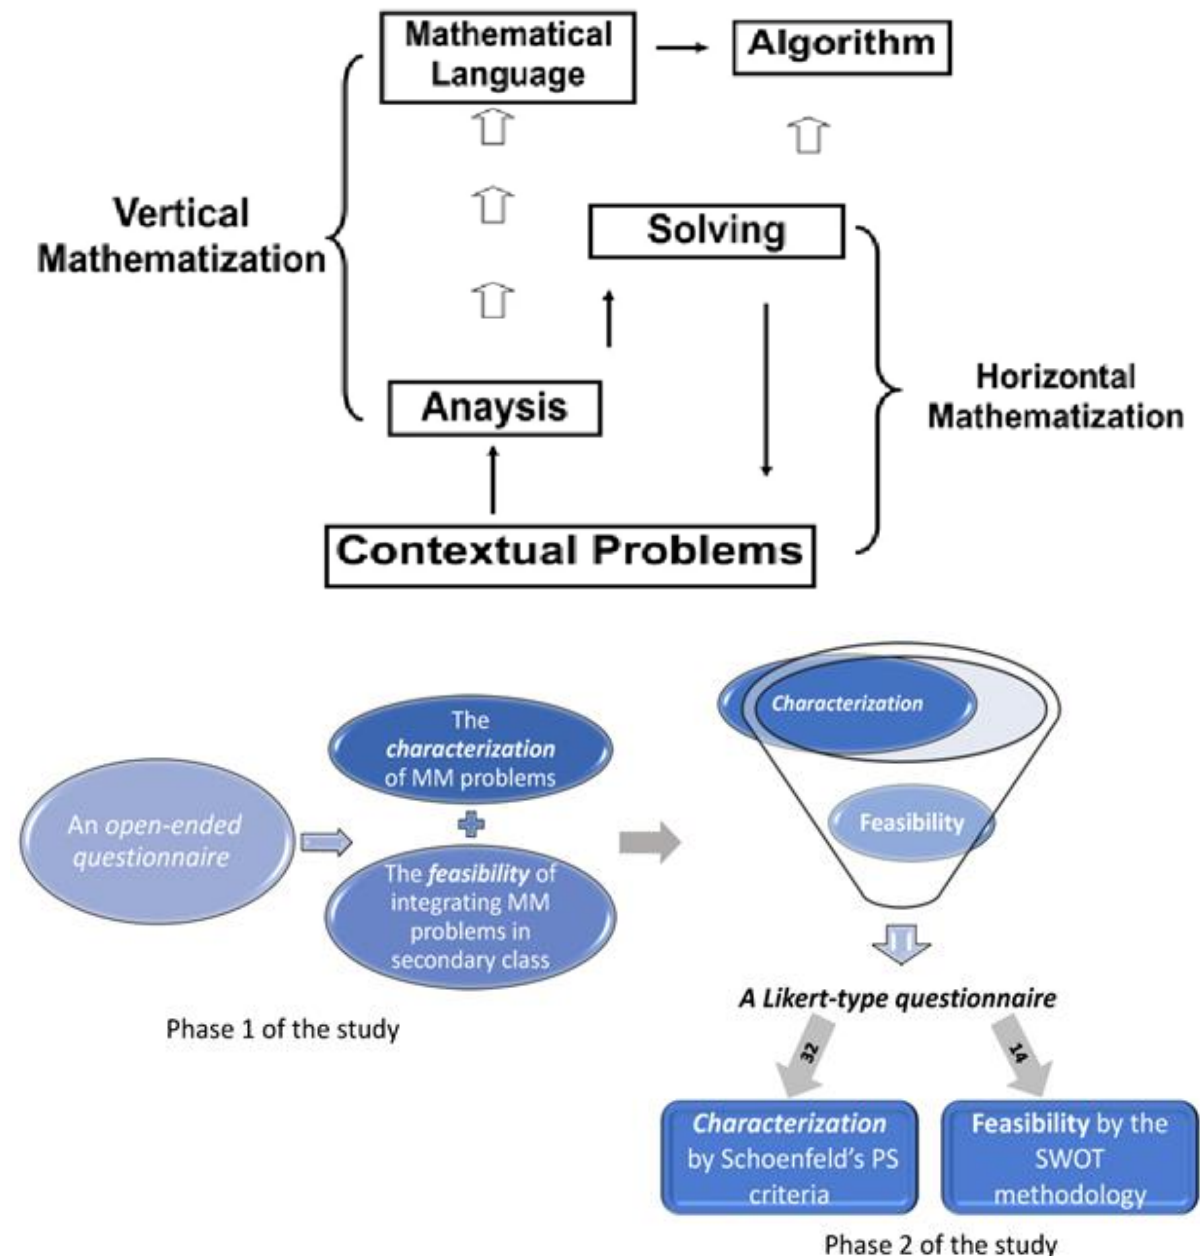 Mathematical
Language
Algorithm
Vertical
Mathematization
Solving
Anaysis
Horizontal
Mathematization
Contextual Problems
An open-ended
questionnaire
The
characterization
of MM problems
The feasibility of
integrating MM
problems in
secondary class
Phase 1 of the study
Characterization
Feasibility
A Likert-type questionnaire
32
14
Characterization
by Schoenfeld's PS
criteria
Feasibility by the
SWOT
methodology
Phase 2 of the study